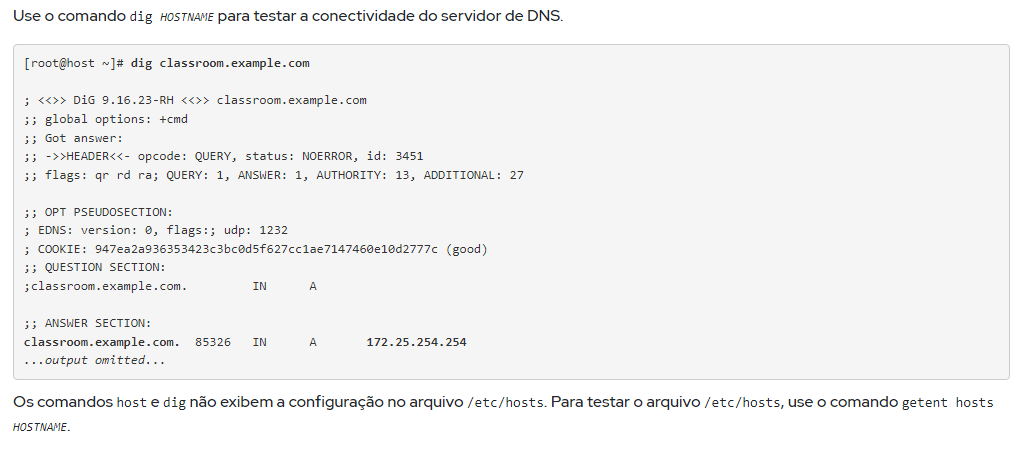 Use o comando dig HOSTNAME para testar a conectividade do servidor de DNS.
[root@host ~]# dig classroom.example.com
; <<>> DiG 9.16.23-RH <<>> classroom.example.com
;; global options: +cmd
;; Got answer:
;; ->>HEADER<<- opcode: QUERY, status: NOERROR, id: 3451
;; flags: qr rd ra; QUERY: 1, ANSWER: 1, AUTHORITY: 13, ADDITIONAL: 27
;; OPT PSEUDOSECTION:
; EDNS: version: 0, flags:; udp: 1232
; COOKIE: 947ea2a936353423c3bc0d5f627cc1ae7147460e10d2777c (good)
;; QUESTION SECTION:
;classroom.example.com. IN A
;; ANSWER SECTION:
classroom.example.com. 85326 IN A 172.25.254.254
...output omitted...
Os comandos host e dig não exibem a configuração no arquivo /etc/hosts. Para testar o arquivo /etc/hosts, use o comando getent hosts
HOSTNAME.